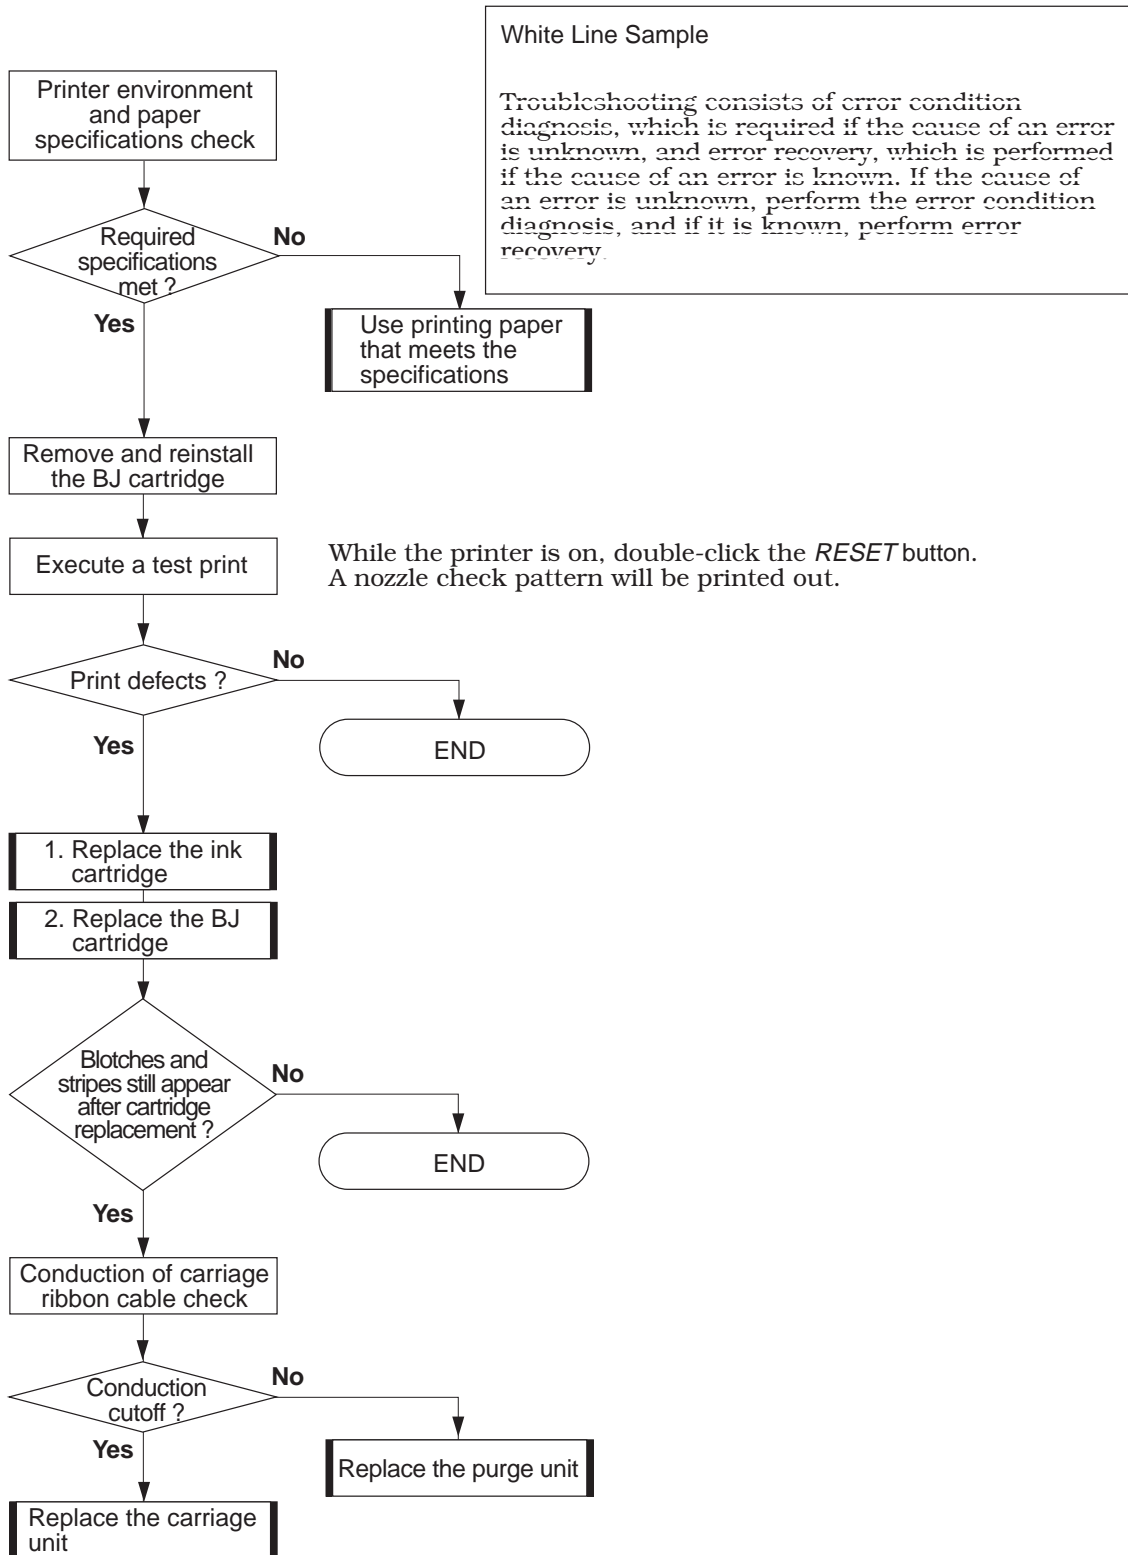 White Line Sample
Troubleshooting consists of error condition
diagnosis, which is required if the cause of an error
is unknown, and error recovery, which is performed
if the cause of an error is known. If the cause of
an error is unknown, perform the error condition
diagnosis, and if it is known, perform error
recovery.
Printer environment
and paper
specifications check
Required
specifications
met ?
No
Yes
Use printing paper
that meets the
specifications
Remove and reinstall
the BJ cartridge
Execute a test print
While the printer is on, double-click the RESET button.
A nozzle check pattern will be printed out.
Print defects ?
No
Yes
END
1. Replace the ink
cartridge
2. Replace the BJ
cartridge
Blotches and
stripes still appear
after cartridge
replacement ?
No
END
Yes
Conduction of carriage
ribbon cable check
Conduction
cutoff ?
No
Yes
Replace the purge unit
Replace the carriage
unit